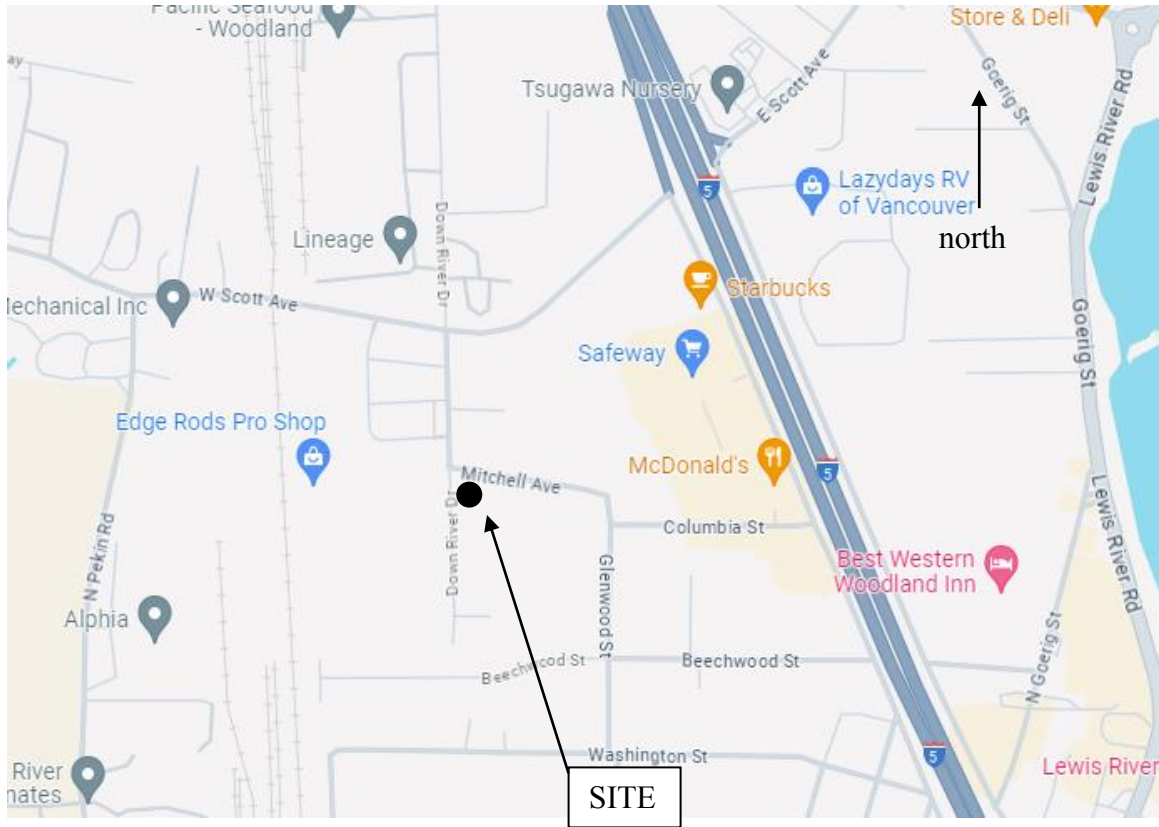 Pacific Seafood
- Woodland
Store & Deli
Tsugawa Nursery
E Scott Ave
Goerig St
Lewis River Rd
ay
5
Lazydays RV
of Vancouver
north
Lineage
Down River Dr
Mechanical Inc
W Scott Ave
Starbucks
Safeway
Goerig St
Edge Rods Pro Shop
McDonald's
5
Mitchell Ave
Down River Dr
Columbia St
Lewis River Rd
N Pekin Rd
Best Western
Woodland Inn
Glenwood St
Alphia
Beechwood St
Beechwood St
N Goerig St
Washington St
5
Lewis River
River
nates
SITE